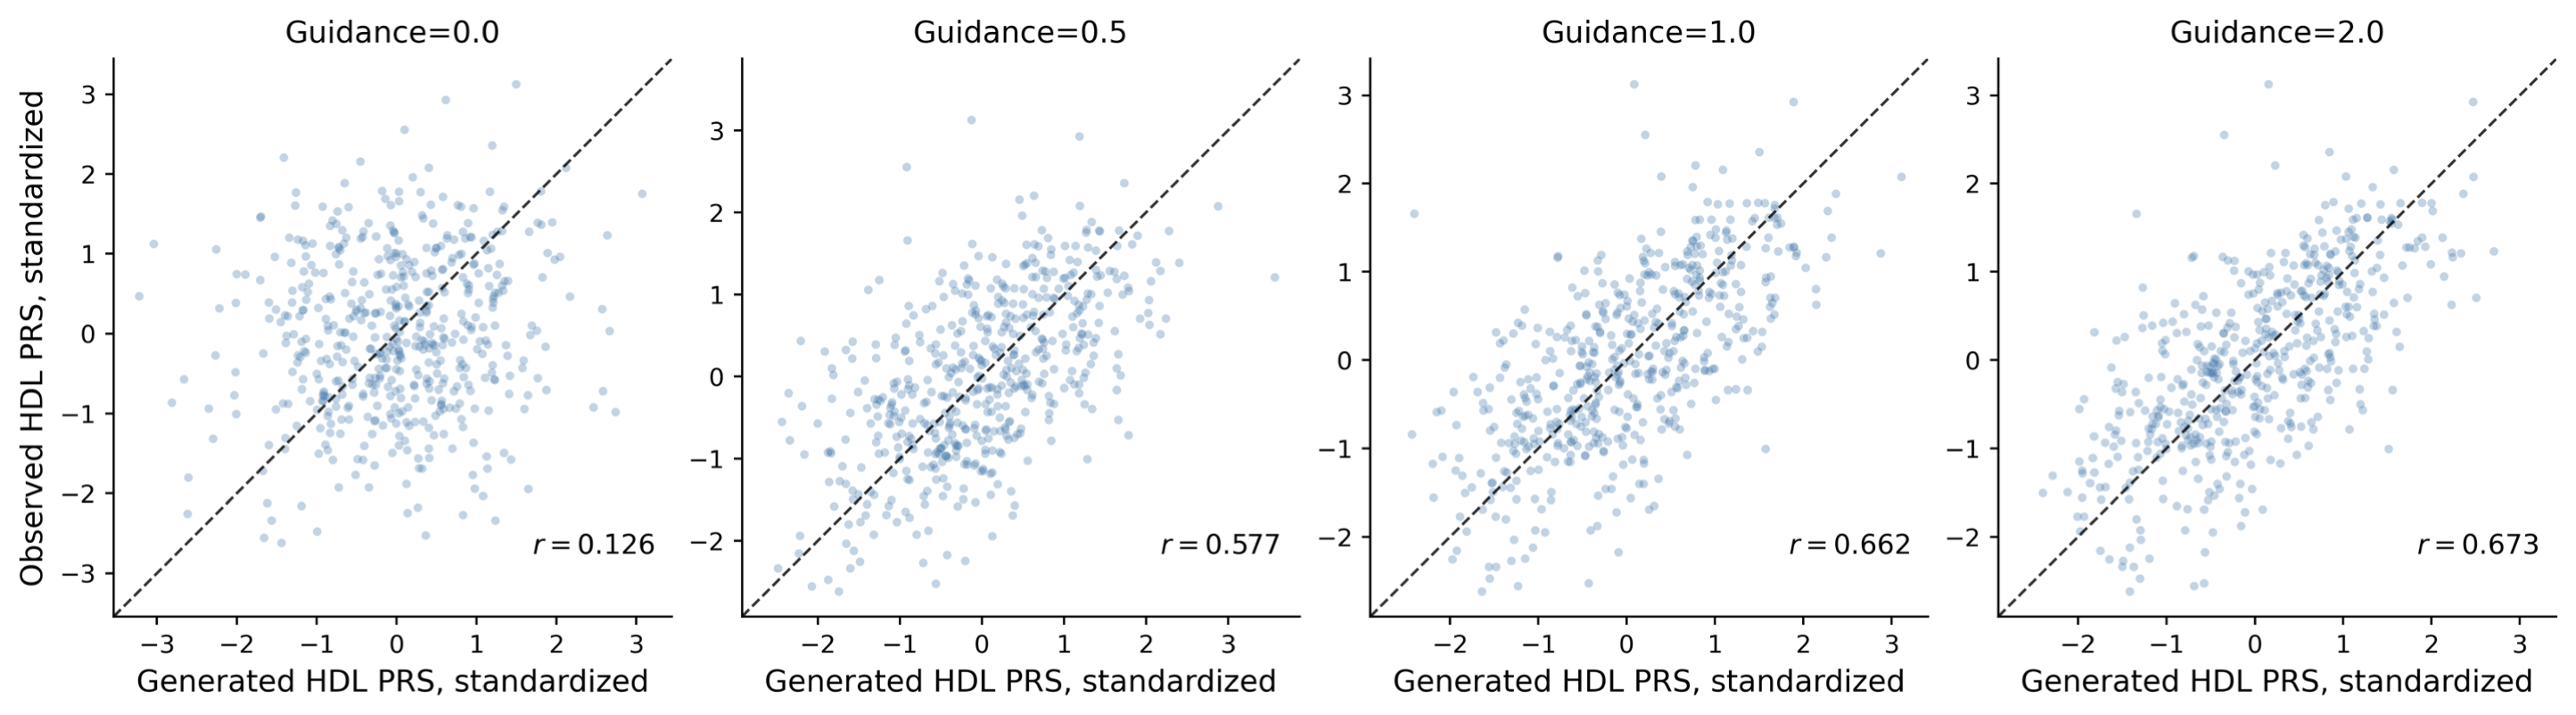 Guidance=0.0
Guidance=0.5
Guidance=1.0
Guidance=2.0
Observed HDL PRS, standardized
3
2
1
0
−1
−2
−3
r = 0.126
−3 −2 −1 0 1 2 3
Generated HDL PRS, standardized
3
2
1
0
−1
−2
r = 0.577
−2 −1 0 1 2 3
Generated HDL PRS, standardized
3
2
1
0
−1
−2
r = 0.662
−2 −1 0 1 2 3
Generated HDL PRS, standardized
3
2
1
0
−1
−2
r = 0.673
−2 −1 0 1 2 3
Generated HDL PRS, standardized